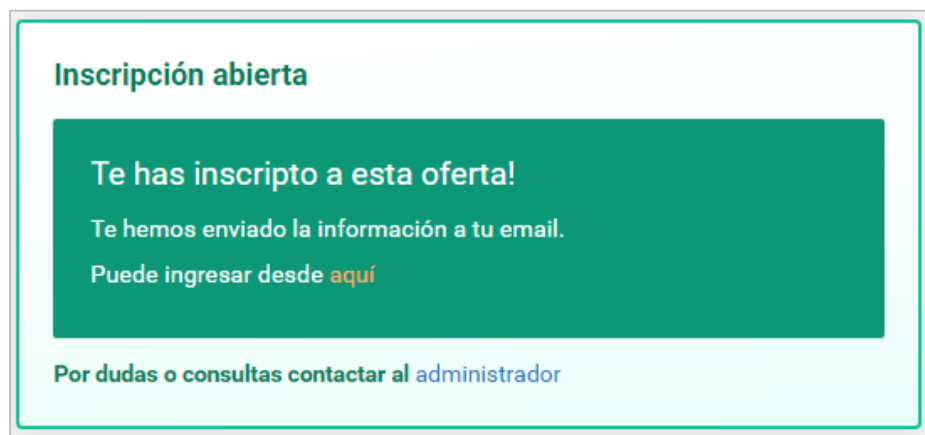 Inscripción abierta
Te has inscripto a esta oferta!
Te hemos enviado la información a tu email.
Puede ingresar desde aquí
Por dudas o consultas contactar al administrador